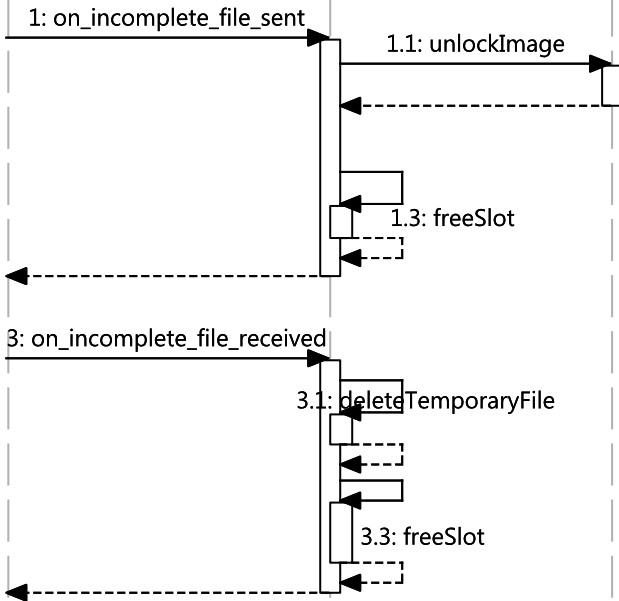 1: on_incomplete_file_sent
1.1: unlockImage
1.3: freeSlot
3: on_incomplete_file_received
3.1: deleteTemporaryFile
3.3: freeSlot